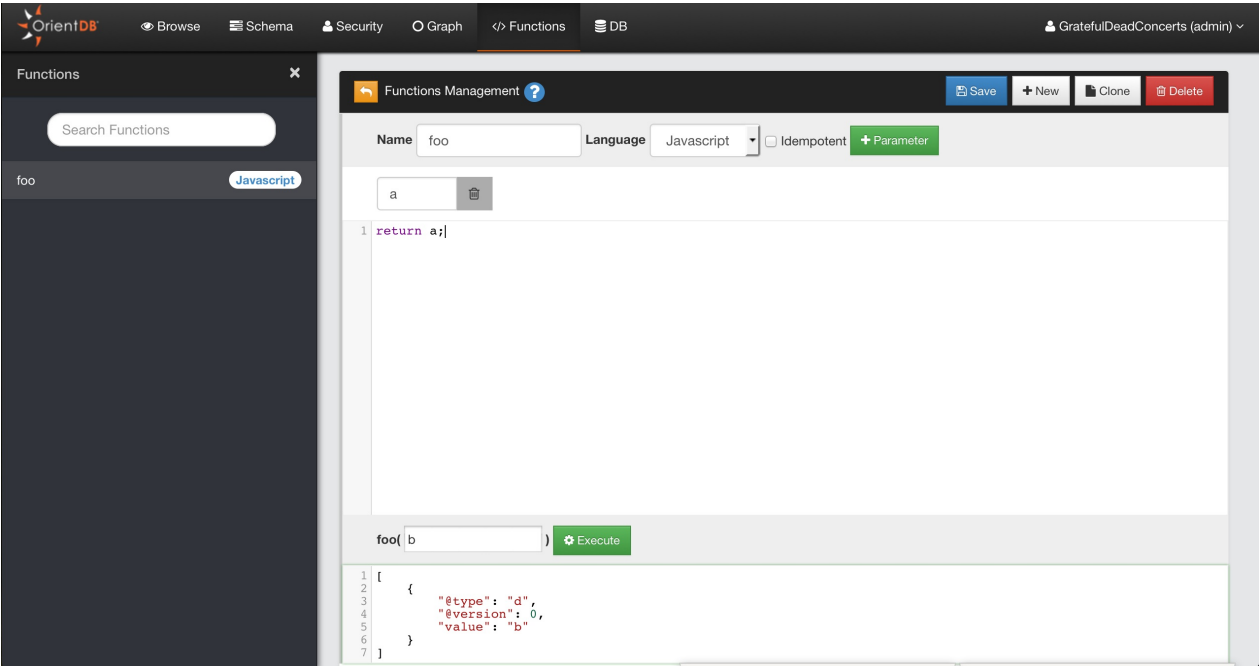 OrientDB Browse Schema Security Graph </> Functions DB GratefulDeadConcerts (admin)
Functions ×
Functions Management ? Save + New Clone Delete
Search Functions
Name foo Language Javascript Idempotent + Parameter
foo Javascript
a
1 return a;
foo( b ) Execute
1 [
2 {
3 "@type": "d",
4 "@version": 0,
5 "value": "b"
6 }
7 ]